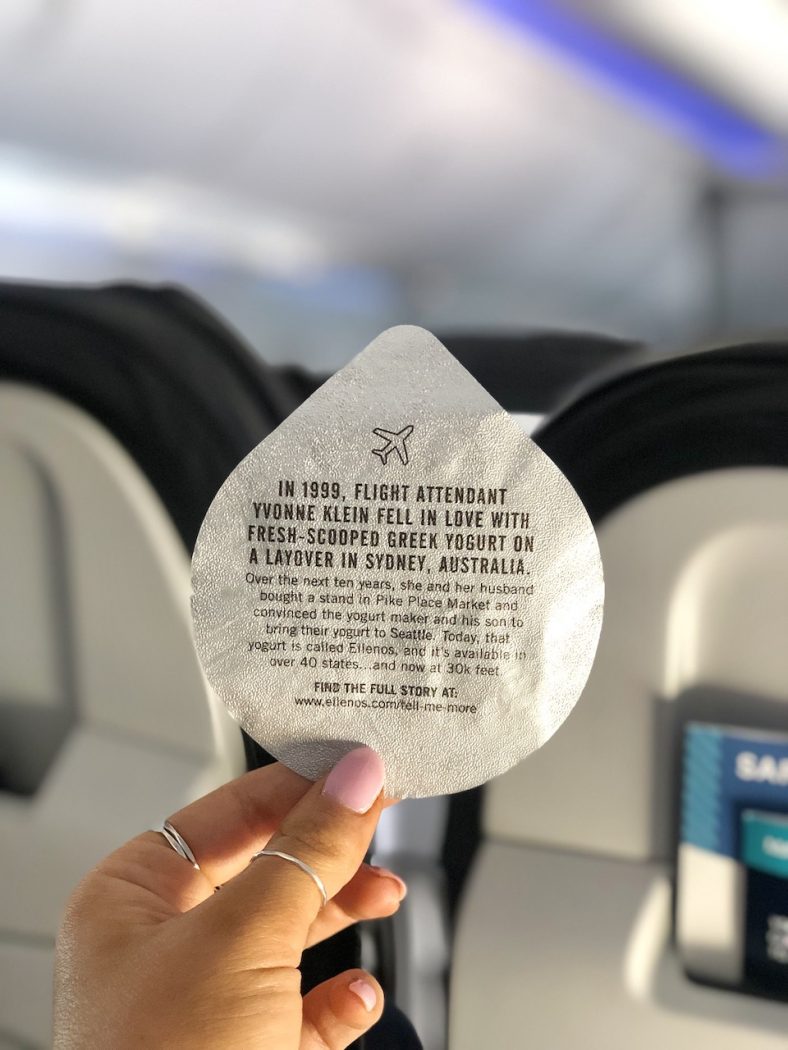 IN 1999, FLIGHT ATTENDANT
YVONNE KLEIN FELL IN LOVE WITH
FRESH-SCOOPED GREEK YOGURT ON
A LAYOVER IN SYDNEY, AUSTRALIA.
Over the next ten years, she and her husband
bought a stand in Pike Place Market and
convinced the yogurt maker and his son to
bring their yogurt to Seattle. Today, that
yogurt is called Ellenos, and it's available in
over 40 states...and now at 30k feet.
FIND THE FULL STORY AT:
www.ellenos.com/tell-me-more